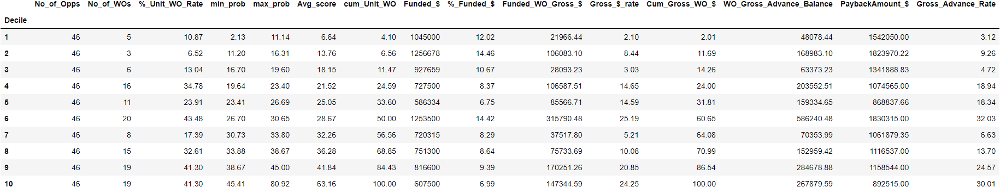 No_of_Opps No_of_WOs %_Unit_WO_Rate min_prob max_prob Avg_score cum_Unit_WO Funded_$ %_Funded_$ Funded_WO_Gross_$ Gross_$_rate Cum_Gross_WO_$ WO_Gross_Advance_Balance PaybackAmount_$ Gross_Advance_Rate
Decile
1 46 5 10.87 2.13 11.14 6.64 4.10 1045000 12.02 21966.44 2.10 2.01 48078.44 1542050.00 3.12
2 46 3 6.52 11.20 16.31 13.76 6.56 1256678 14.46 106083.10 8.44 11.69 168983.10 1823970.22 9.26
3 46 6 13.04 16.70 19.60 18.15 11.47 927659 10.67 28093.23 3.03 14.26 63373.23 1341888.83 4.72
4 46 16 34.78 19.64 23.40 21.52 24.59 727500 8.37 106587.51 14.65 24.00 203552.51 1074565.00 18.94
5 46 11 23.91 23.41 26.69 25.05 33.60 586334 6.75 85566.71 14.59 31.81 159334.65 868837.66 18.34
6 46 20 43.48 26.70 30.65 28.67 50.00 1253500 14.42 315790.48 25.19 60.65 586240.48 1830315.00 32.03
7 46 8 17.39 30.73 33.80 32.26 56.56 720315 8.29 37517.80 5.21 64.08 70353.99 1061879.35 6.63
8 46 15 32.61 33.88 38.67 36.28 68.85 751300 8.64 75733.69 10.08 70.99 152959.42 1116537.00 13.70
9 46 19 41.30 38.67 45.00 41.84 84.43 816600 9.39 170251.26 20.85 86.54 284678.88 1158544.00 24.57
10 46 19 41.30 45.41 80.92 63.16 100.00 607500 6.99 147344.59 24.25 100.00 267879.59 892515.00 30.01